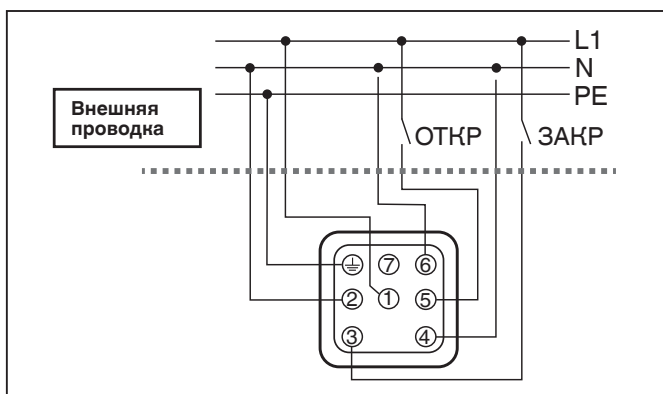 L1
N
PE
Внешняя
проводка
ОТКР
ЗАКР
7 6
2 1 5
3 4